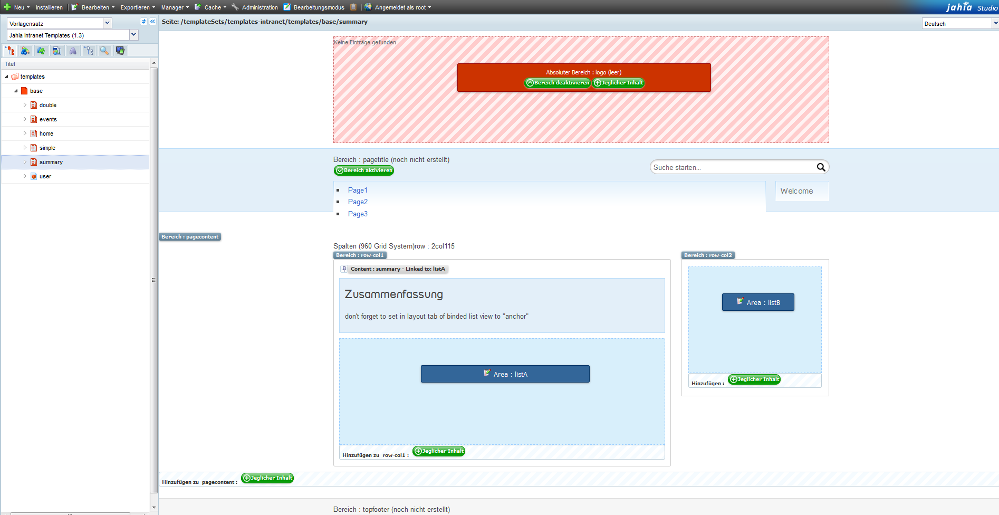 Neu Installieren Bearbeiten Exportieren Manager Cache Administration Bearbeitungsmodus Angemeldet als root jahia Studio
Vorlagensatz
Jahia Intranet Templates (1.3)
Titel
templates
base
double
events
home
simple
summary
user
Seite: /templateSets/templates-intranet/templates/base/summary
Deutsch
Keine Einträge gefunden
Absoluter Bereich : logo (leer)
Bereich deaktivieren Jeglicher Inhalt
Bereich : pagetitle (noch nicht erstellt)
Bereich aktivieren
Suche starten...
Page1
Page2
Page3
Welcome
Bereich : pagecontent
Spalten (960 Grid System)row : 2col115
Bereich : row-col1
Content : summary - Linked to: listA
Zusammenfassung
don't forget to set in layout tab of binded list view to "anchor"
Area : listA
Hinzufügen zu row-col1 : Jeglicher Inhalt
Bereich : row-col2
Area : listB
Hinzufügen : Jeglicher Inhalt
Hinzufügen zu pagecontent : Jeglicher Inhalt
Bereich : topfooter (noch nicht erstellt)